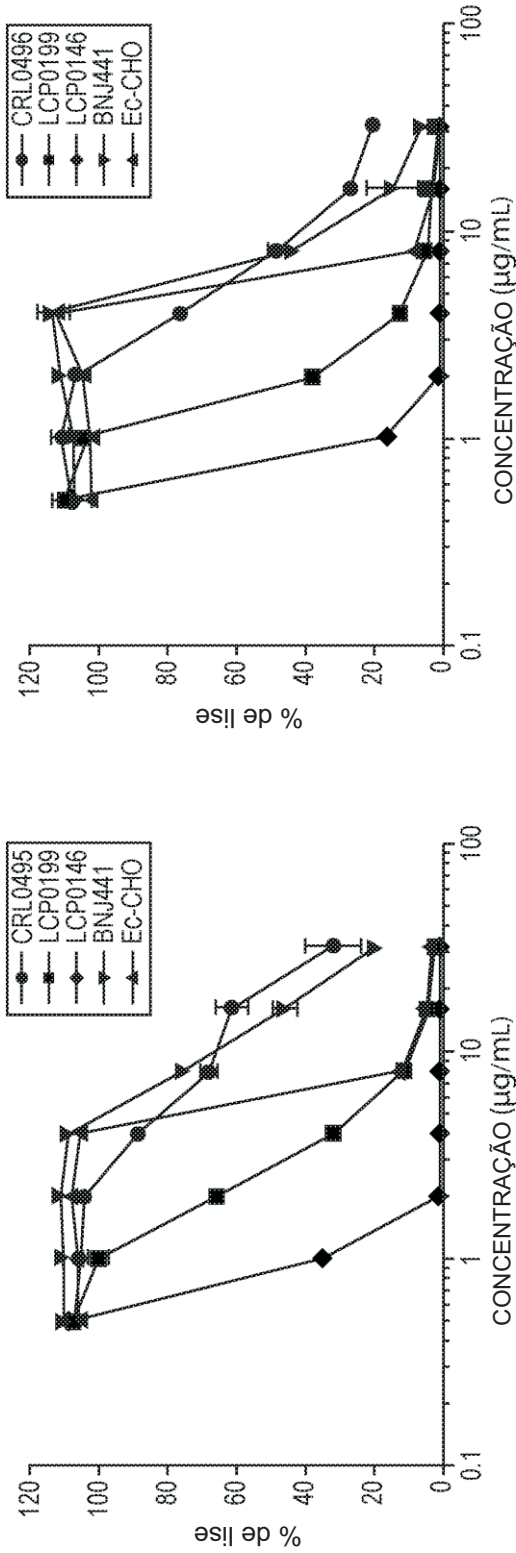 % de lise
120
100
80
60
40
20
0
0.1
1
10
100
CONCENTRAÇÃO (µg/mL)
CRL0495
LCP0199
LCP0146
BNJ441
Ec-CHO
% de lise
120
100
80
60
40
20
0
0.1
1
10
100
CONCENTRAÇÃO (µg/mL)
CRL0496
LCP0199
LCP0146
BNJ441
Ec-CHO